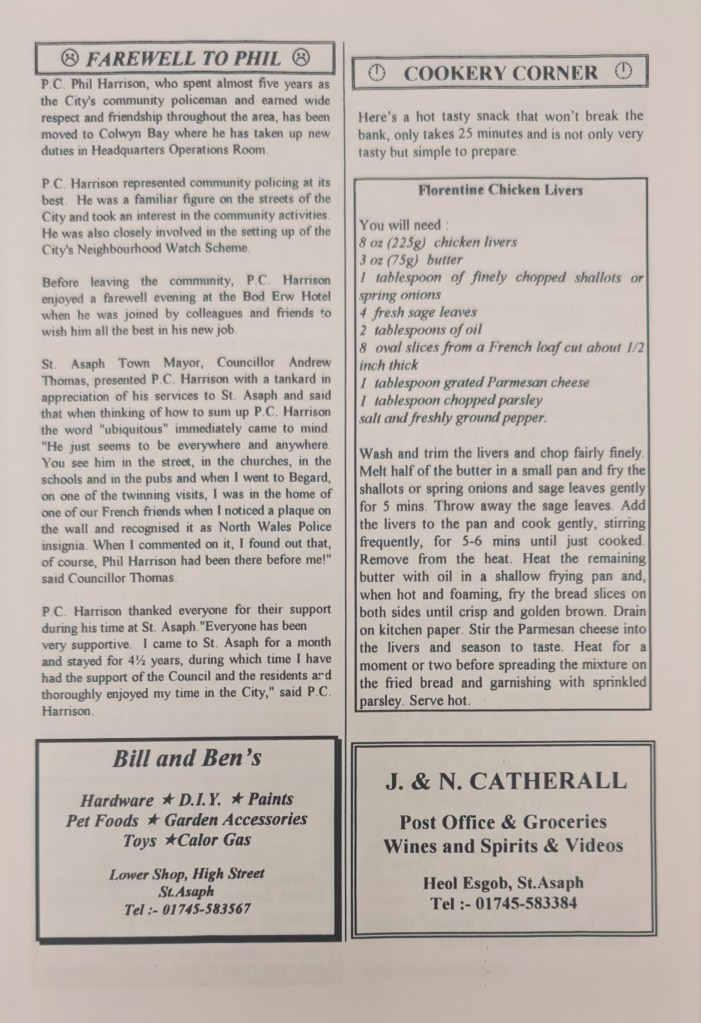 ☹ FAREWELL TO PHIL ☹
P.C. Phil Harrison, who spent almost five years as
the City's community policeman and earned wide
respect and friendship throughout the area, has been
moved to Colwyn Bay where he has taken up new
duties in Headquarters Operations Room.
P.C. Harrison represented community policing at its
best. He was a familiar figure on the streets of the
City and took an interest in the community activities.
He was also closely involved in the setting up of the
City's Neighbourhood Watch Scheme.
Before leaving the community, P.C. Harrison
enjoyed a farewell evening at the Bod Erw Hotel
when he was joined by colleagues and friends to
wish him all the best in his new job.
St. Asaph Town Mayor, Councillor Andrew
Thomas, presented P.C. Harrison with a tankard in
appreciation of his services to St. Asaph and said
that when thinking of how to sum up P.C. Harrison
the word "ubiquitous" immediately came to mind.
"He just seems to be everywhere and anywhere.
You see him in the street, in the churches, in the
schools and in the pubs and when I went to Begard,
on one of the twinning visits, I was in the home of
one of our French friends when I noticed a plaque on
the wall and recognised it as North Wales Police
insignia. When I commented on it, I found out that,
of course, Phil Harrison had been there before me!"
said Councillor Thomas.
P.C. Harrison thanked everyone for their support
during his time at St. Asaph."Everyone has been
very supportive. I came to St. Asaph for a month
and stayed for 4½ years, during which time I have
had the support of the Council and the residents and
thoroughly enjoyed my time in the City," said P.C.
Harrison.
Bill and Ben's
Hardware ★ D.I.Y. ★ Paints
Pet Foods ★ Garden Accessories
Toys ★Calor Gas
Lower Shop, High Street
St.Asaph
Tel :- 01745-583567
COOKERY CORNER
Here's a hot tasty snack that won't break the
bank, only takes 25 minutes and is not only very
tasty but simple to prepare.
Florentine Chicken Livers
You will need :
8 oz (225g) chicken livers
3 oz (75g) butter
1 tablespoon of finely chopped shallots or
spring onions
4 fresh sage leaves
2 tablespoons of oil
8 oval slices from a French loaf cut about 1/2
inch thick
1 tablespoon grated Parmesan cheese
1 tablespoon chopped parsley
salt and freshly ground pepper.
Wash and trim the livers and chop fairly finely.
Melt half of the butter in a small pan and fry the
shallots or spring onions and sage leaves gently
for 5 mins. Throw away the sage leaves. Add
the livers to the pan and cook gently, stirring
frequently, for 5-6 mins until just cooked.
Remove from the heat. Heat the remaining
butter with oil in a shallow frying pan and,
when hot and foaming, fry the bread slices on
both sides until crisp and golden brown. Drain
on kitchen paper. Stir the Parmesan cheese into
the livers and season to taste. Heat for a
moment or two before spreading the mixture on
the fried bread and garnishing with sprinkled
parsley. Serve hot.
J. & N. CATHERALL
Post Office & Groceries
Wines and Spirits & Videos
Heol Esgob, St.Asaph
Tel :- 01745-583384